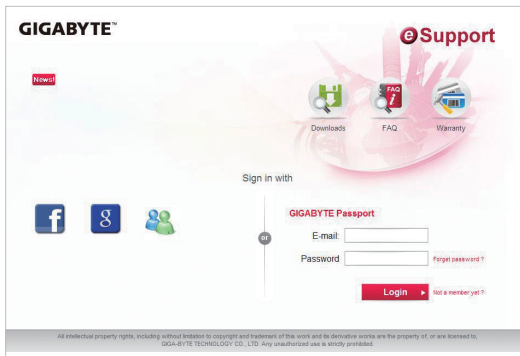 GIGABYTE™
eSupport
News!
Downloads
FAQ
FAQ
i
Warranty
Sign in with
f
g
or
GIGABYTE Passport
E-mail:
Password
Forget password ?
Login
Not a member yet ?
All intellectual property rights, including without limitation to copyright and trademark of this work and its derivative works are the property of, or are licensed to,
GIGA-BYTE TECHNOLOGY CO., LTD. Any unauthorized use is strictly prohibited.